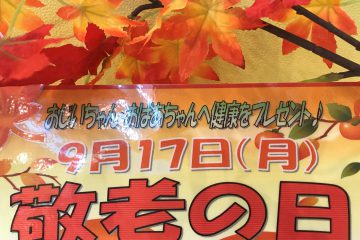 おじいちゃん、おばあちゃんへ健康をプレゼント♪
9月17日(月)
敬老の日